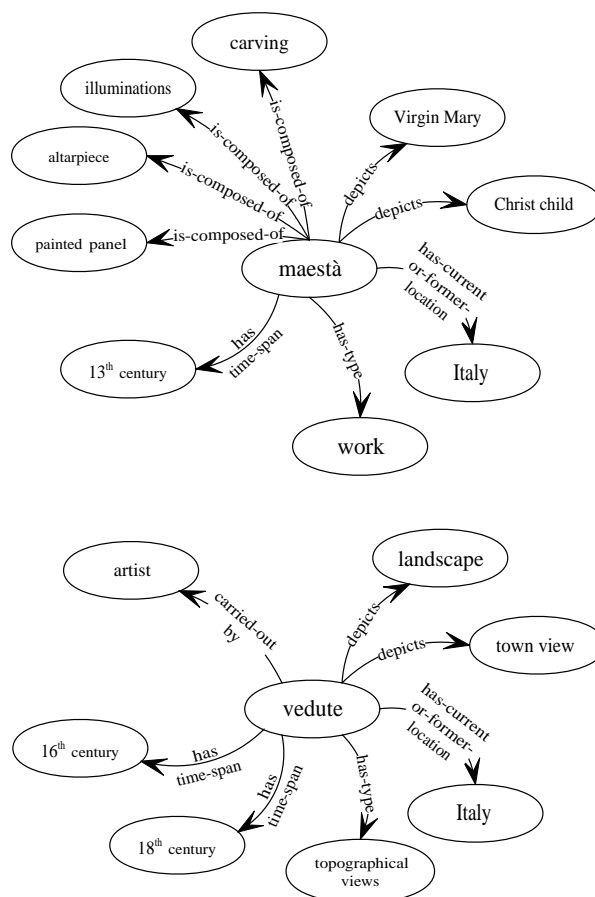 carving
illuminations
is-composed-of
Virgin Mary
is-composed-of
altarpiece
is-composed-of
depicts
depicts
Christ child
painted panel
is-composed-of
maestà
has-current
or-former-
location
has
time-span
has-type
13th century
Italy
work
landscape
artist
carried-out
by
depicts
depicts
town view
vedute
has-current
or-former-
location
16th century
has
time-span
has
time-span
has-type
Italy
18th century
topographical
views